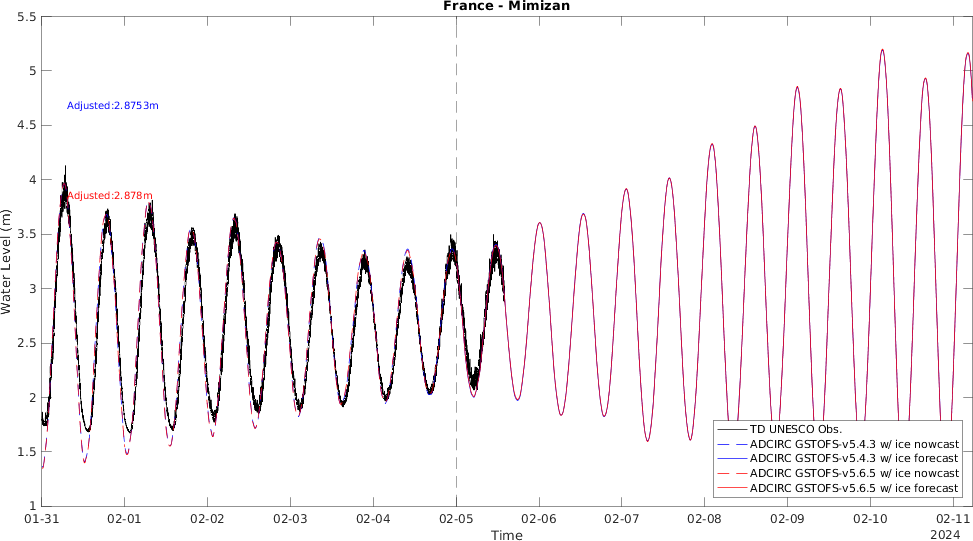 France - Mimizan
5.5
5
4.5
4
3.5
3
2.5
2
1.5
1
Water Level (m)
Adjusted:2.8753m
Adjusted:2.878m
TD UNESCO Obs.
ADCIRC GSTOFS-v5.4.3 w/ ice nowcast
ADCIRC GSTOFS-v5.4.3 w/ ice forecast
ADCIRC GSTOFS-v5.6.5 w/ ice nowcast
ADCIRC GSTOFS-v5.6.5 w/ ice forecast
01-31 02-01 02-02 02-03 02-04 02-05 02-06 02-07 02-08 02-09 02-10 02-11
Time
2024